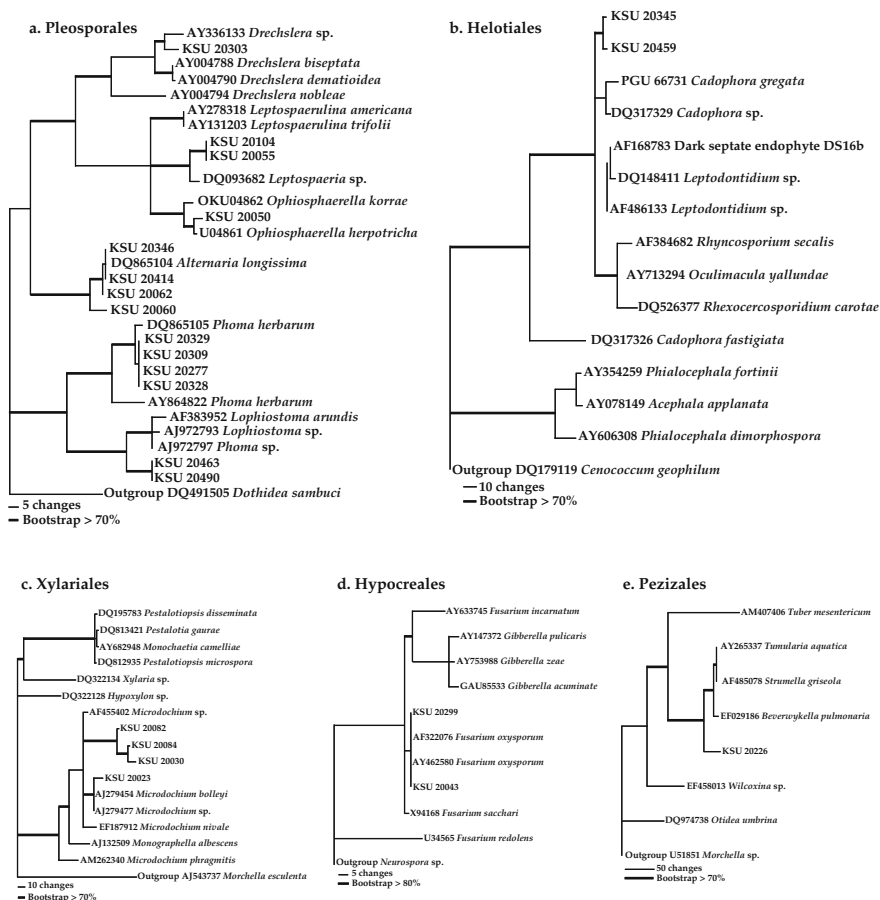 a. Pleosporales
AY336133 Drechslera sp.
KSU 20303
AY004788 Drechslera biseptata
AY004790 Drechslera dematioidea
AY004794 Drechslera nobleae
AY278318 Leptospaerulina americana
AY131203 Leptospaerulina trifolii
KSU 20104
KSU 20055
DQ093682 Leptospaeria sp.
OKU04862 Ophiosphaerella korrae
KSU 20050
U04861 Ophiosphaerella herpotricha
KSU 20346
DQ865104 Alternaria longissima
KSU 20414
KSU 20062
KSU 20060
DQ865105 Phoma herbarum
KSU 20329
KSU 20309
KSU 20277
KSU 20328
AY864822 Phoma herbarum
AF383952 Lophiostoma arundis
AJ972793 Lophiostoma sp.
AJ972797 Phoma sp.
KSU 20463
KSU 20490
Outgroup DQ491505 Dothidea sambuci
5 changes
Bootstrap > 70%
b. Helotiales
KSU 20345
KSU 20459
PGU 66731 Cadophora gregata
DQ317329 Cadophora sp.
AF168783 Dark septate endophyte DS16b
DQ148411 Leptodontidium sp.
AF486133 Leptodontidium sp.
AF384682 Rhyncosporium secalis
AY713294 Oculimacula yallundae
DQ526377 Rhexocercosporidium carotae
DQ317326 Cadophora fastigiata
AY354259 Phialocephala fortinii
AY078149 Acephala applanata
AY606308 Phialocephala dimorphospora
Outgroup DQ179119 Cenococcum geophilum
10 changes
Bootstrap > 70%
c. Xylariales
DQ195783 Pestalotiopsis disseminata
DQ813421 Pestalotia gaurae
AY682948 Monochaetia camelliae
DQ812935 Pestalotiopsis microspora
DQ322134 Xylaria sp.
DQ322128 Hypoxylon sp.
AF455402 Microdochium sp.
KSU 20082
KSU 20084
KSU 20030
KSU 20023
AJ279454 Microdochium bolleyi
AJ279477 Microdochium sp.
EF187912 Microdochium nivale
AJ132509 Monographella albescens
AM262340 Microdochium phragmitis
Outgroup AJ543737 Morchella esculenta
10 changes
Bootstrap > 70%
d. Hypocreales
AY633745 Fusarium incarnatum
AY147372 Gibberella pulicaris
AY753988 Gibberella zeae
GAU85533 Gibberella acuminate
KSU 20299
AF322076 Fusarium oxysporum
AY462580 Fusarium oxysporum
KSU 20043
X94168 Fusarium sacchari
U34565 Fusarium redolens
Outgroup Neurospora sp.
5 changes
Bootstrap > 80%
e. Pezizales
AM407406 Tuber mesentericum
AY265337 Tumularia aquatica
AF485078 Strumella griseola
EF029186 Beverwykella pulmonaria
KSU 20226
EF458013 Wilcoxina sp.
DQ974738 Otidea umbrina
Outgroup U51851 Morchella sp.
50 changes
Bootstrap > 70%